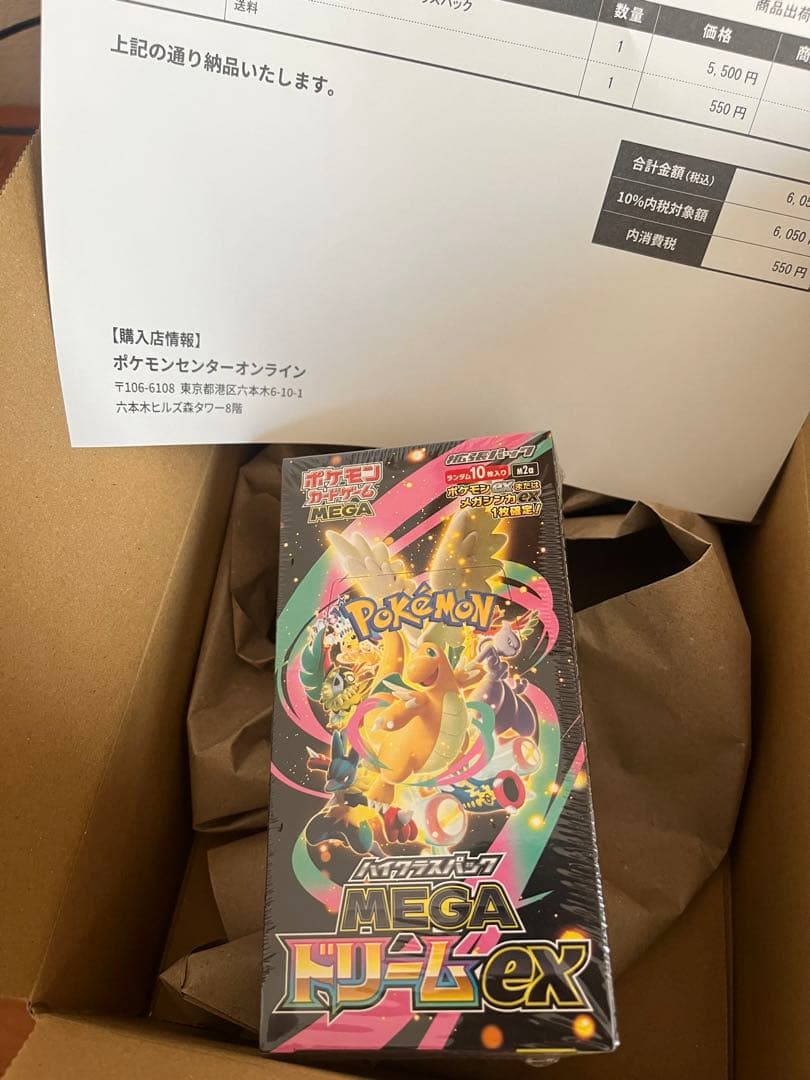 送料
スパック
数量
価格
商品出荷
1
5,500円
1
550円
上記の通り納品いたします。
合計金額(税込)
6,05
10%内税対象額
6,050
内消費税
550円
【購入店情報】
ポケモンセンターオンライン
〒106-6108 東京都港区六本木6-10-1
六本木ヒルズ森タワー8階
ポケモン
カードゲーム
MEGA
拡張パック
ランダム10枚入り M2a
ポケモンexまたは
メガシンカex
1枚確定!
POKéMON
ハイクラスパック
MEGA
ドリームex